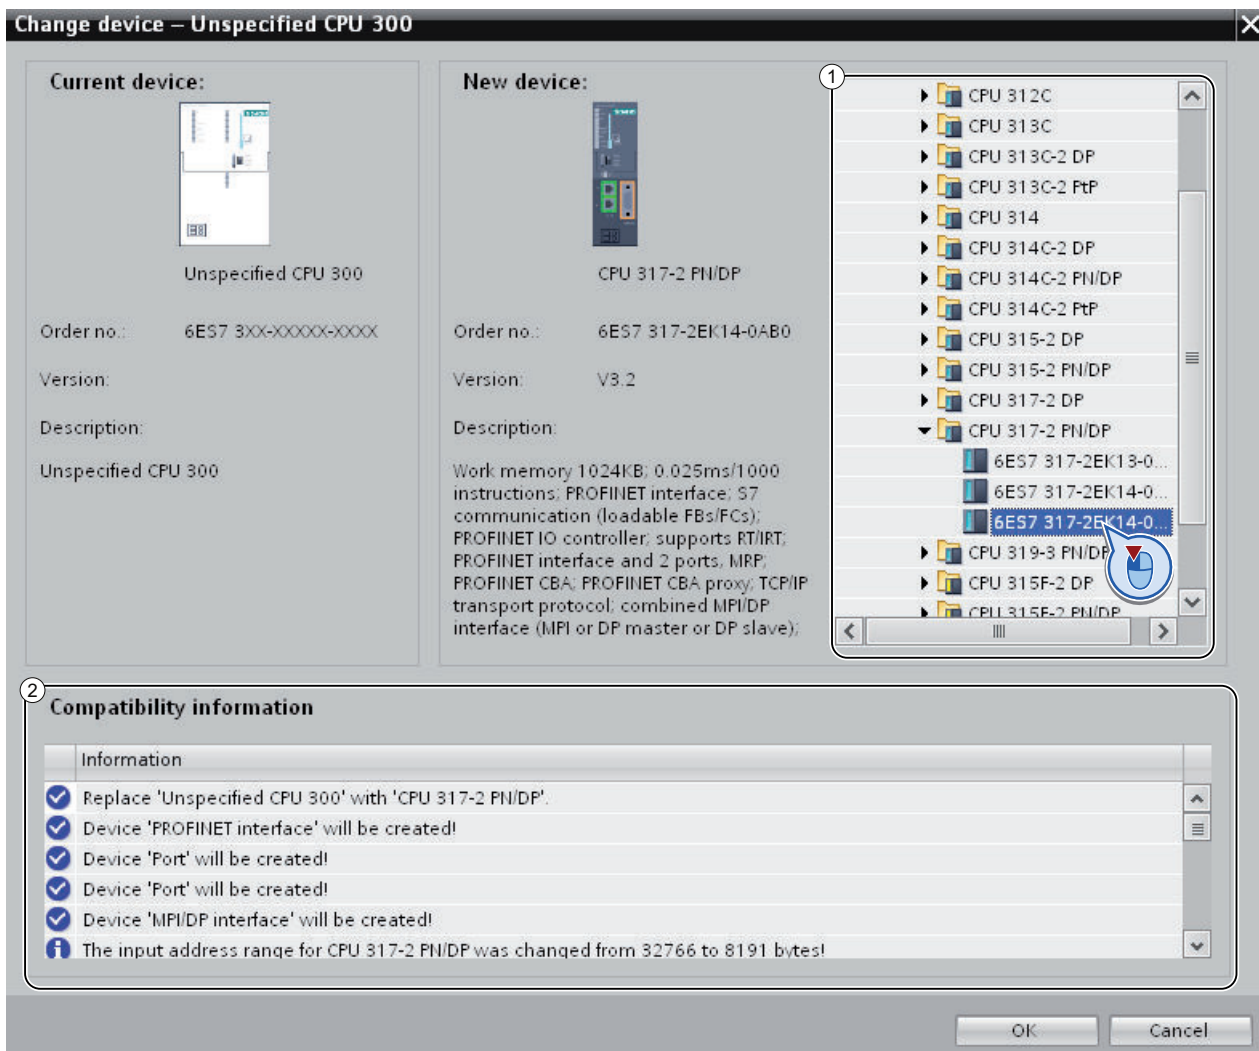 Change device – Unspecified CPU 300
Current device:
Unspecified CPU 300
Order no.: 6ES7 3XX-XXXXX-XXXX
Version:
Description:
Unspecified CPU 300
New device:
SIEMENS
CPU 317-2 PN/DP
Order no.: 6ES7 317-2EK14-0AB0
Version: V3.2
Description:
Work memory 1024KB; 0.025ms/1000
instructions; PROFINET interface; S7
communication (loadable FBs/FCs);
PROFINET IO controller; supports RT/IRT;
PROFINET interface and 2 ports, MRP;
PROFINET CBA; PROFINET CBA proxy; TCP/IP
transport protocol; combined MPI/DP
interface (MPI or DP master or DP slave);
1
CPU 312C
CPU 313C
CPU 313C-2 DP
CPU 313C-2 PtP
CPU 314
CPU 314C-2 DP
CPU 314C-2 PN/DP
CPU 314C-2 PtP
CPU 315-2 DP
CPU 315-2 PN/DP
CPU 317-2 DP
CPU 317-2 PN/DP
6ES7 317-2EK13-0...
6ES7 317-2EK14-0...
6ES7 317-2EK14-0...
CPU 319-3 PN/DP
CPU 315F-2 DP
CPU 315F-2 PN/DP
2
Compatibility information
Information
Replace 'Unspecified CPU 300' with 'CPU 317-2 PN/DP'.
Device 'PROFINET interface' will be created!
Device 'Port' will be created!
Device 'Port' will be created!
Device 'MPI/DP interface' will be created!
The input address range for CPU 317-2 PN/DP was changed from 32766 to 8191 bytes!
OK
Cancel